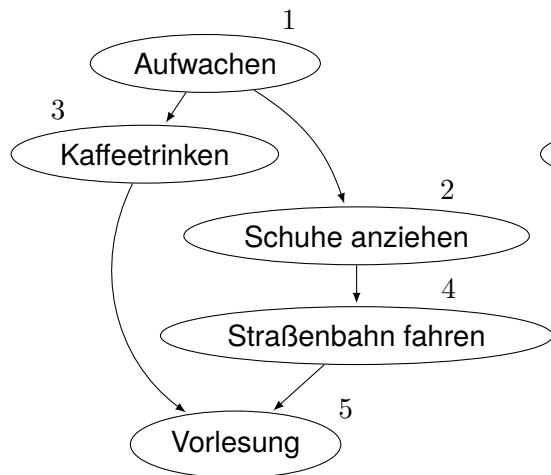 1
Aufwachen
3
Kaffeetrinken
2
Schuhe anziehen
4
Straßenbahn fahren
5
Vorlesung